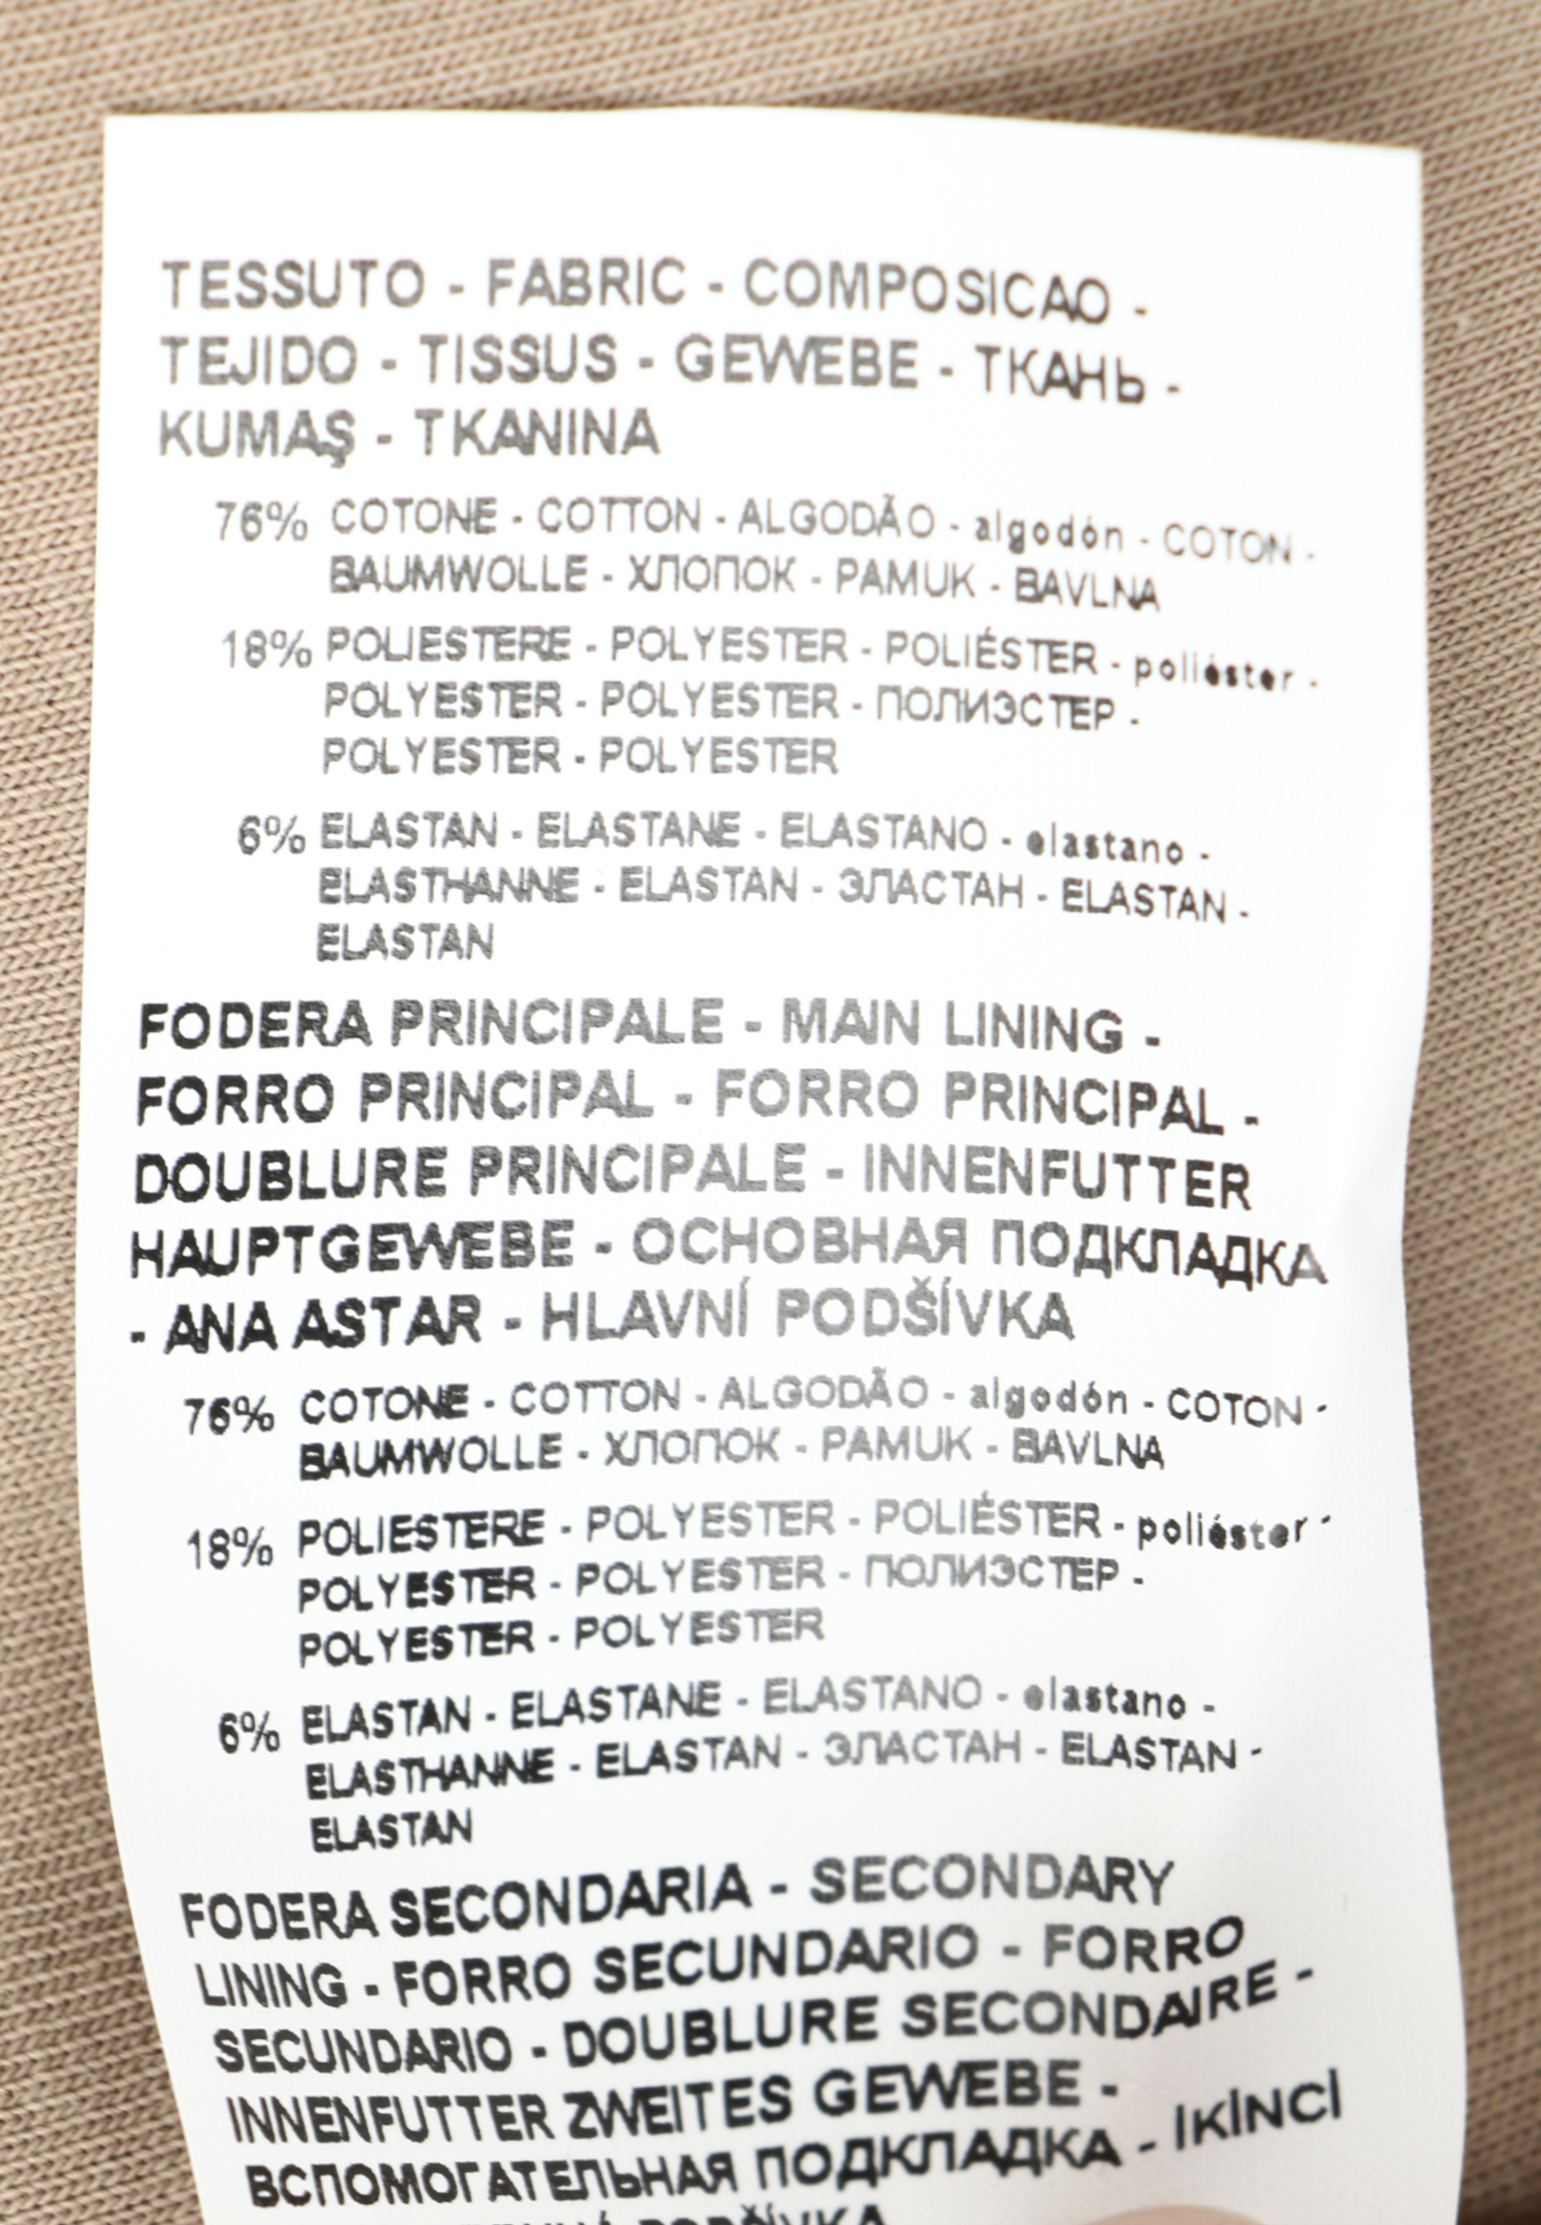 TESSUTO - FABRIC - COMPOSICAO -
TEJIDO - TISSUS - GEWEBE - ТКАНЬ -
KUMAŞ - TKANINA
76% COTONE - COTTON - ALGODÃO - algodón - COTON -
BAUMWOLLE - ХЛОПОК - PAMUK - BAVLNA
18% POLIESTERE - POLYESTER - POLIÉSTER - poliéster -
POLYESTER - POLYESTER - ПОЛИЭСТЕР -
POLYESTER - POLYESTER
6% ELASTAN - ELASTANE - ELASTANO - elastano -
ELASTHANNE - ELASTAN - ЭЛАСТАН - ELASTAN -
ELASTAN
FODERA PRINCIPALE - MAIN LINING -
FORRO PRINCIPAL - FORRO PRINCIPAL -
DOUBLURE PRINCIPALE - INNENFUTTER
HAUPTGEWEBE - ОСНОВНАЯ ПОДКЛАДКА
- ANA ASTAR - HLAVNÍ PODŠÍVKA
76% COTONE - COTTON - ALGODÃO - algodón - COTON -
BAUMWOLLE - ХЛОПОК - PAMUK - BAVLNA
18% POLIESTERE - POLYESTER - POLIÉSTER - poliéster -
POLYESTER - POLYESTER - ПОЛИЭСТЕР -
POLYESTER - POLYESTER
6% ELASTAN - ELASTANE - ELASTANO - elastano -
ELASTHANNE - ELASTAN - ЭЛАСТАН - ELASTAN -
ELASTAN
FODERA SECONDARIA - SECONDARY
LINING - FORRO SECUNDARIO - FORRO
SECUNDARIO - DOUBLURE SECONDAIRE -
INNENFUTTER ZWEITES GEWEBE -
ВСПОМОГАТЕЛЬНАЯ ПОДКЛАДКА - İKİNCİ
PODŠÍVKA